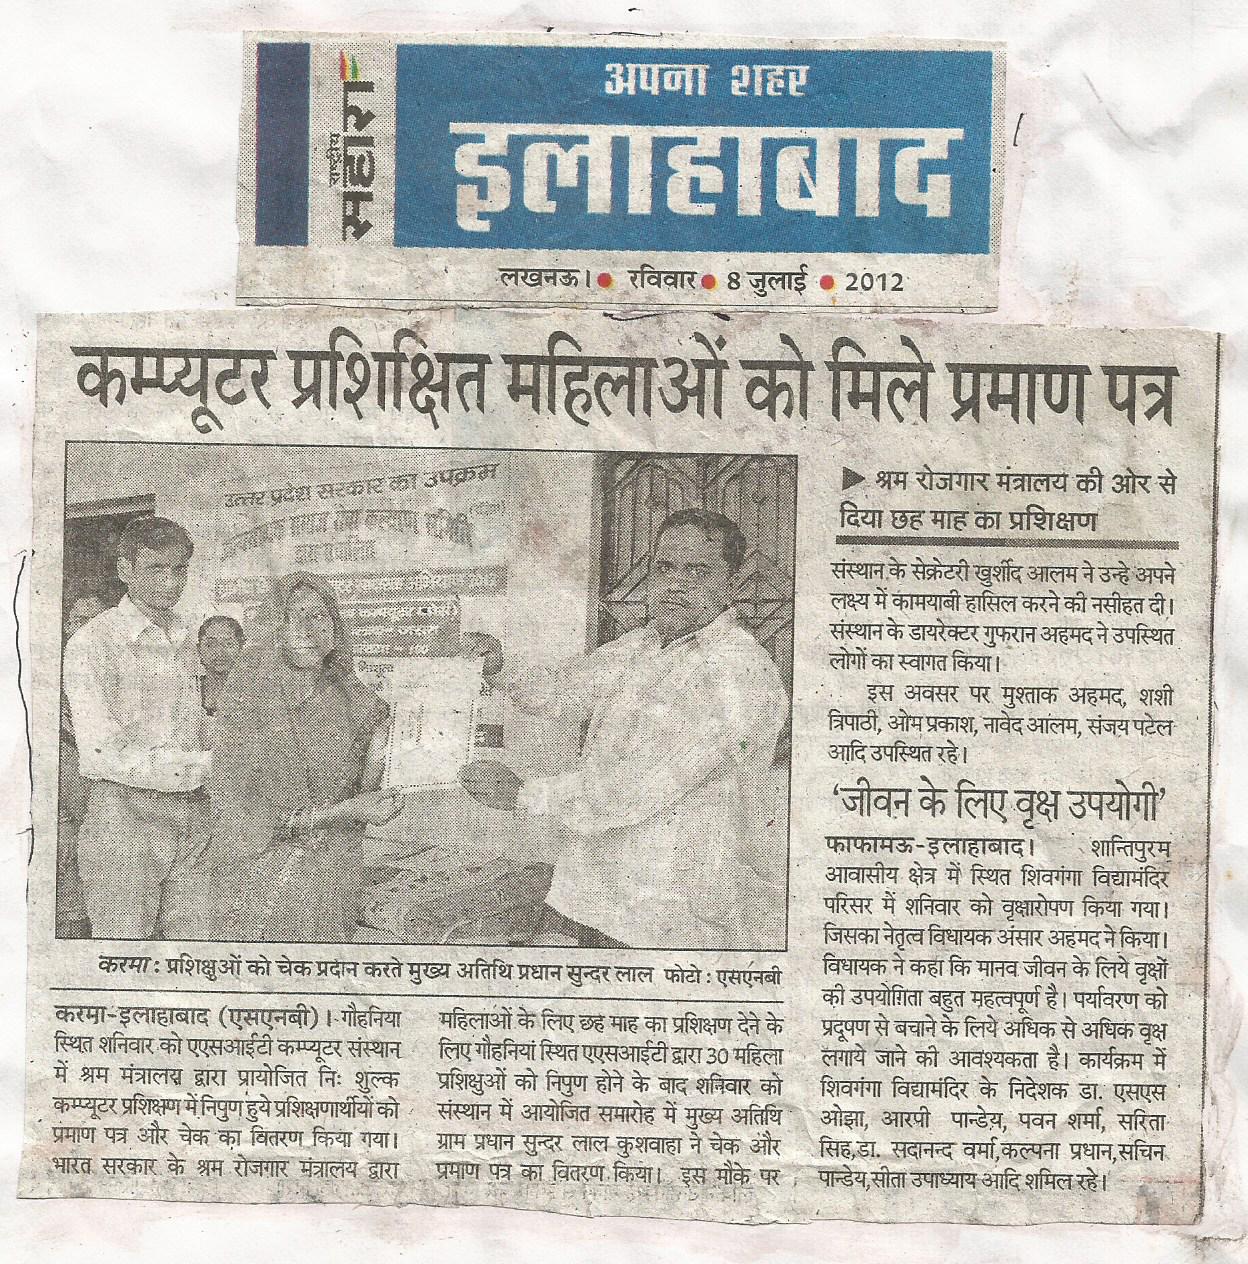 राष्ट्रीय
सहारा
अपना शहर
इलाहाबाद
लखनऊ। • रविवार • 8 जुलाई • 2012
कम्प्यूटर प्रशिक्षित महिलाओं को मिले प्रमाण पत्र
उत्तर प्रदेश सरकार का उपक्रम
करमा : प्रशिक्षुओं को चेक प्रदान करते मुख्य अतिथि प्रधान सुन्दर लाल फोटो : एसएनबी
करमा-इलाहाबाद (एसएनबी)। गौहनिया
स्थित शनिवार को एएसआईटी कम्प्यूटर संस्थान
में श्रम मंत्रालय द्वारा प्रायोजित निः शुल्क
कम्प्यूटर प्रशिक्षण में निपुण हुये प्रशिक्षणार्थीयों को
प्रमाण पत्र और चेक का वितरण किया गया।
भारत सरकार के श्रम रोजगार मंत्रालय द्वारा
महिलाओं के लिए छह माह का प्रशिक्षण देने के
लिए गौहनियां स्थित एएसआईटी द्वारा 30 महिला
प्रशिक्षुओं को निपुण होने के बाद शनिवार को
संस्थान में आयोजित समारोह में मुख्य अतिथि
ग्राम प्रधान सुन्दर लाल कुशवाहा ने चेक और
प्रमाण पत्र का वितरण किया। इस मौके पर
▶ श्रम रोजगार मंत्रालय की ओर से
दिया छह माह का प्रशिक्षण
संस्थान के सेक्रेटरी खुर्शीद आलम ने उन्हे अपने
लक्ष्य में कामयाबी हासिल करने की नसीहत दी।
संस्थान के डायरेक्टर गुफरान अहमद ने उपस्थित
लोगों का स्वागत किया।
इस अवसर पर मुश्ताक अहमद, शशी
त्रिपाठी, ओम प्रकाश, नावेद आलम, संजय पटेल
आदि उपस्थित रहे।
‘जीवन के लिए वृक्ष उपयोगी’
फाफामऊ-इलाहाबाद। शान्तिपुरम
आवासीय क्षेत्र में स्थित शिवगंगा विद्यामंदिर
परिसर में शनिवार को वृक्षारोपण किया गया।
जिसका नेतृत्व विधायक अंसार अहमद ने किया।
विधायक ने कहा कि मानव जीवन के लिये वृक्षों
की उपयोगिता बहुत महत्वपूर्ण है। पर्यावरण को
प्रदूषण से बचाने के लिये अधिक से अधिक वृक्ष
लगाये जाने की आवश्यकता है। कार्यक्रम में
शिवगंगा विद्यामंदिर के निदेशक डा. एसएस
ओझा, आरपी पान्डेय, पवन शर्मा, सरिता
सिंह,डा. सदानन्द वर्मा,कल्पना प्रधान,सचिन
पान्डेय,सीता उपाध्याय आदि शमिल रहे।